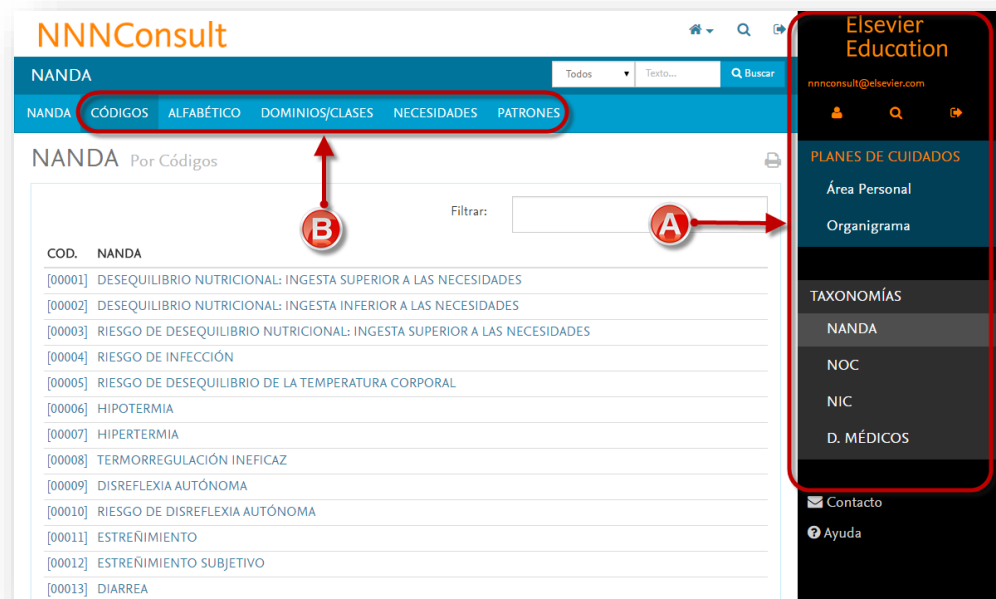 NNNConsult
NANDA
Todos
Texto...
Buscar
NANDA CÓDIGOS ALFABÉTICO DOMINIOS/CLASES NECESIDADES PATRONES
NANDA Por Códigos
B
A
Filtrar:
COD. NANDA
[00001] DESEQUILIBRIO NUTRICIONAL: INGESTA SUPERIOR A LAS NECESIDADES
[00002] DESEQUILIBRIO NUTRICIONAL: INGESTA INFERIOR A LAS NECESIDADES
[00003] RIESGO DE DESEQUILIBRIO NUTRICIONAL: INGESTA SUPERIOR A LAS NECESIDADES
[00004] RIESGO DE INFECCIÓN
[00005] RIESGO DE DESEQUILIBRIO DE LA TEMPERATURA CORPORAL
[00006] HIPOTERMIA
[00007] HIPERTERMIA
[00008] TERMORREGULACIÓN INEFICAZ
[00009] DISREFLEXIA AUTÓNOMA
[00010] RIESGO DE DISREFLEXIA AUTÓNOMA
[00011] ESTREÑIMIENTO
[00012] ESTREÑIMIENTO SUBJETIVO
[00013] DIARREA
Elsevier
Education
nnnconsult@elsevier.com
PLANES DE CUIDADOS
Área Personal
Organigrama
TAXONOMÍAS
NANDA
NOC
NIC
D. MÉDICOS
Contacto
Ayuda